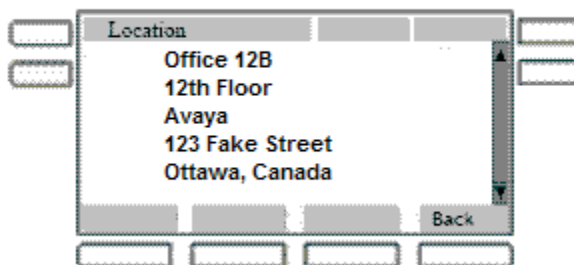 Location
Office 12B
12th Floor
Avaya
123 Fake Street
Ottawa, Canada
Back